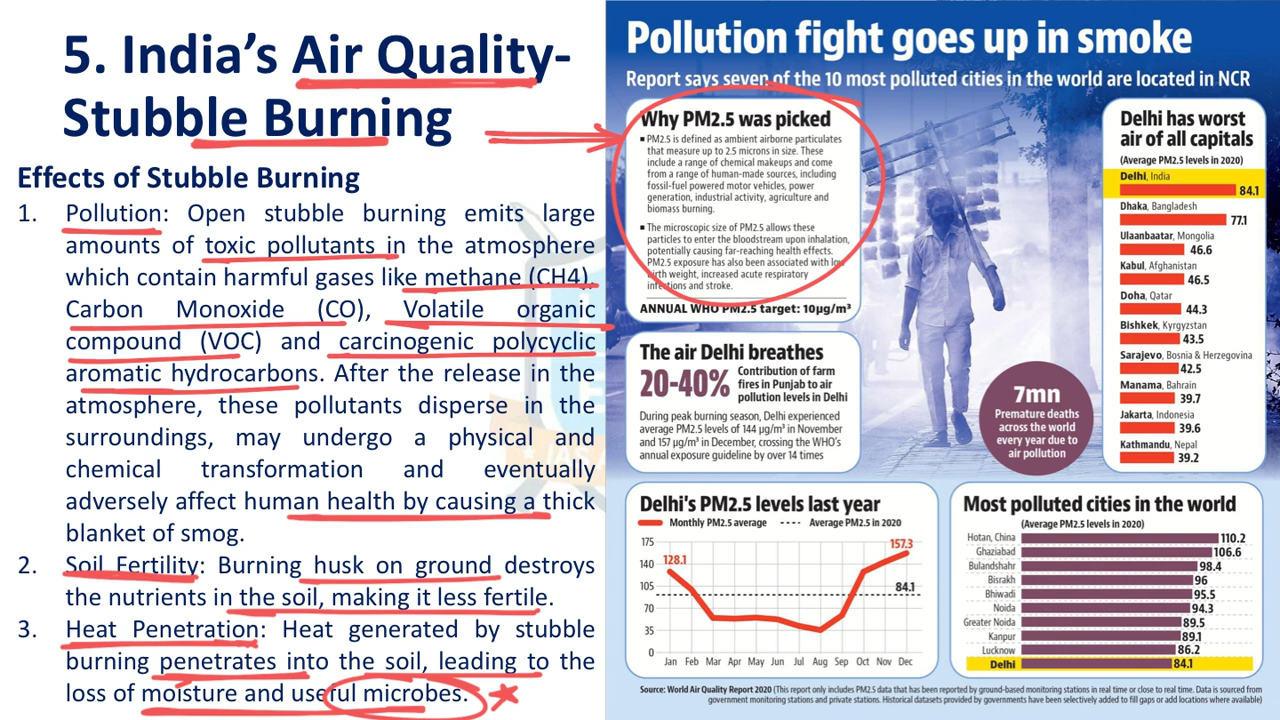 5. India's Air Quality-
Stubble Burning
Effects of Stubble Burning
1. Pollution: Open stubble burning emits large
amounts of toxic pollutants in the atmosphere
which contain harmful gases like methane (CH4),
Carbon Monoxide (CO), Volatile organic
compound (VOC) and carcinogenic polycyclic
aromatic hydrocarbons. After the release in the
atmosphere, these pollutants disperse in the
surroundings, may undergo a physical and
chemical transformation and eventually
adversely affect human health by causing a thick
blanket of smog.
2. Soil Fertility: Burning husk on ground destroys
the nutrients in the soil, making it less fertile.
3. Heat Penetration: Heat generated by stubble
burning penetrates into the soil, leading to the
loss of moisture and useful microbes.
Pollution fight goes up in smoke
Report says seven of the 10 most polluted cities in the world are located in NCR
Why PM2.5 was picked
▪ PM2.5 is defined as ambient airborne particulates
that measure up to 2.5 microns in size. These
include a range of chemical makeups and come
from a range of human-made sources, including
fossil-fuel powered motor vehicles, power
generation, industrial activity, agriculture and
biomass burning.
▪ The microscopic size of PM2.5 allows these
particles to enter the bloodstream upon inhalation,
potentially causing far-reaching health effects.
PM2.5 exposure has also been associated with low
birth weight, increased acute respiratory
infections and stroke.
ANNUAL WHO PM2.5 target: 10µg/m³
The air Delhi breathes
20-40%
Contribution of farm
fires in Punjab to air
pollution levels in Delhi
During peak burning season, Delhi experienced
average PM2.5 levels of 144 µg/m³ in November
and 157 µg/m³ in December, crossing the WHO's
annual exposure guideline by over 14 times
7mn
Premature deaths
across the world
every year due to
air pollution
Delhi has worst
air of all capitals
(Average PM2.5 levels in 2020)
Delhi, India
84.1
Dhaka, Bangladesh
77.1
Ulaanbaatar, Mongolia
46.6
Kabul, Afghanistan
46.5
Doha, Qatar
44.3
Bishkek, Kyrgyzstan
43.5
Sarajevo, Bosnia & Herzegovina
42.5
Manama, Bahrain
39.7
Jakarta, Indonesia
39.6
Kathmandu, Nepal
39.2
Delhi's PM2.5 levels last year
Monthly PM2.5 average ---- Average PM2.5 in 2020
175
140
105
70
35
0
128.1
157.3
84.1
Jan Feb Mar Apr May Jun Jul Aug Sep Oct Nov Dec
Most polluted cities in the world
(Average PM2.5 levels in 2020)
Hotan, China 110.2
Ghaziabad 106.6
Bulandshahr 98.4
Bisrakh 96
Bhiwadi 95.5
Noida 94.3
Greater Noida 89.5
Kanpur 89.1
Lucknow 86.2
Delhi 84.1
Source: World Air Quality Report 2020 (This report only includes PM2.5 data that has been reported by ground-based monitoring stations in real time or close to real time. Data is sourced from
government monitoring stations and private stations. Historical datasets provided by governments have been selectively added to fill gaps or add locations where available)